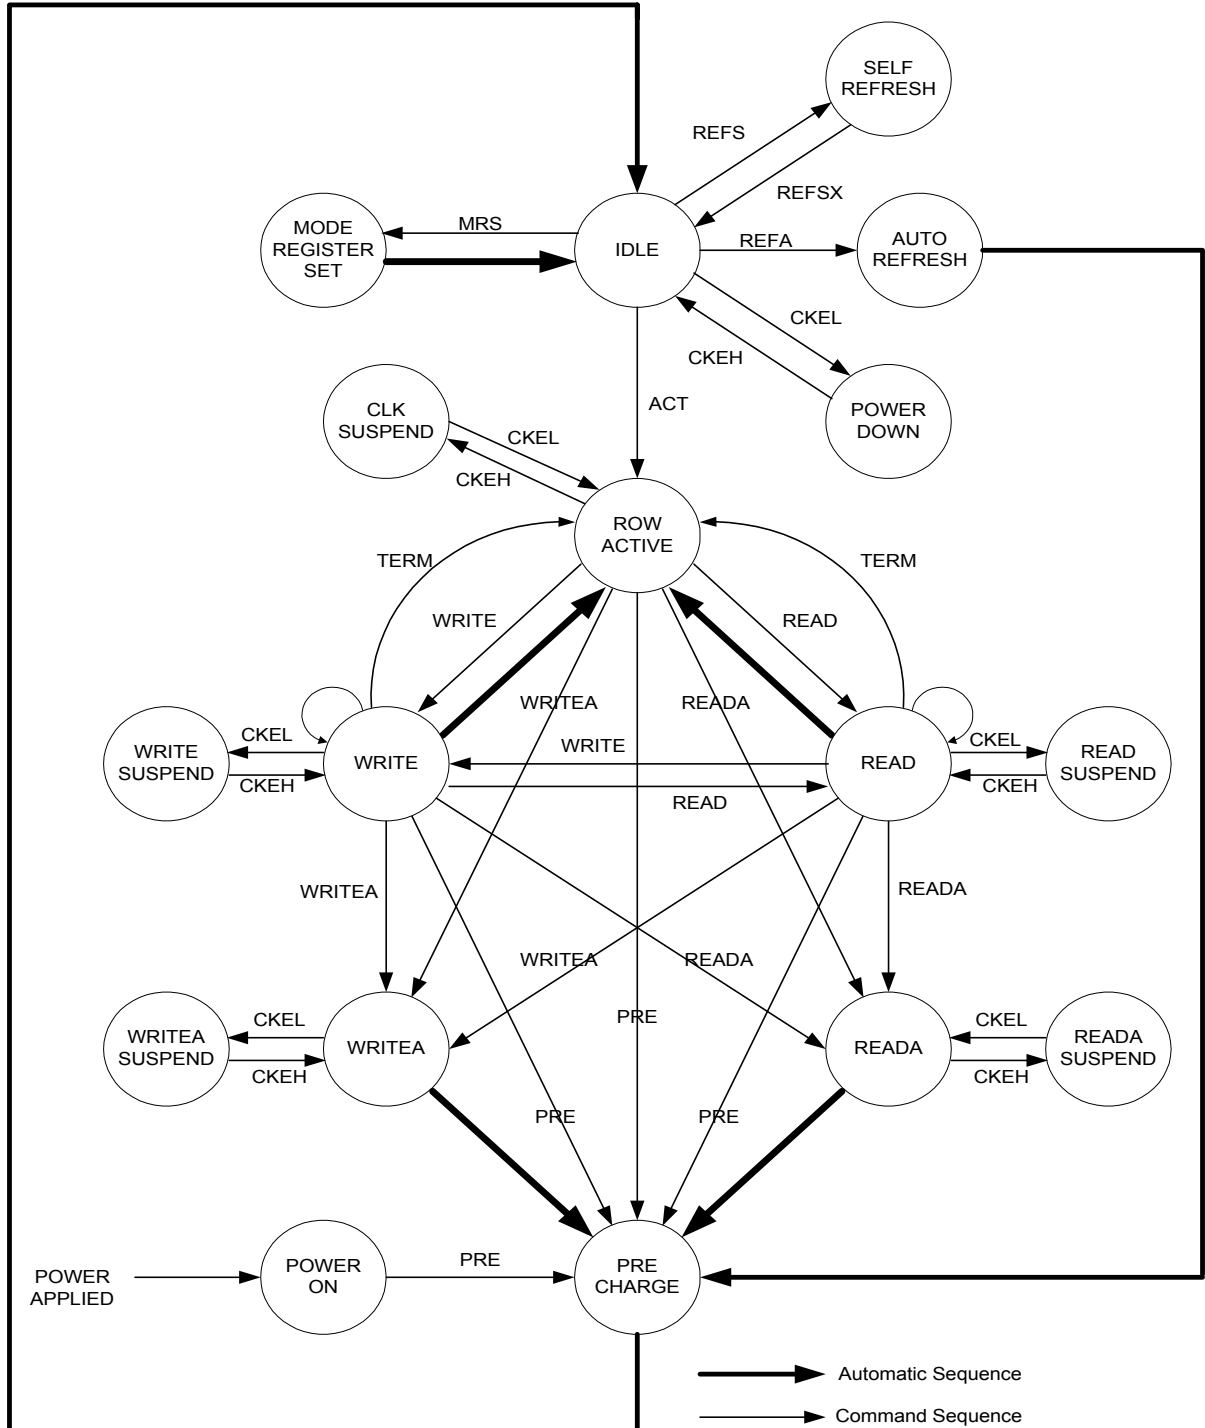 SELF
REFRESH
REFS
REFSX
MODE
REGISTER
SET
MRS
IDLE
REFA
AUTO
REFRESH
CKEL
CKEH
ACT
POWER
DOWN
CLK
SUSPEND
CKEL
CKEH
ROW
ACTIVE
TERM
TERM
WRITE
READ
WRITEA
READA
WRITE
SUSPEND
CKEL
CKEH
WRITE
WRITE
READ
READ
CKEL
CKEH
READ
SUSPEND
WRITEA
READA
WRITEA
READA
WRITEA
SUSPEND
CKEL
CKEH
WRITEA
PRE
READA
CKEL
CKEH
READA
SUSPEND
PRE
PRE
POWER
APPLIED
POWER
ON
PRE
PRE
CHARGE
Automatic Sequence
Command Sequence